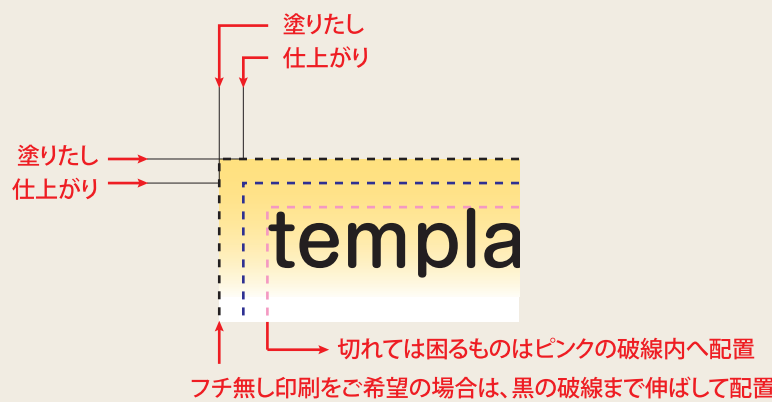 塗りたし
仕上がり
塗りたし
仕上がり
templa
切れては困るものはピンクの破線内へ配置
フチ無し印刷をご希望の場合は、黒の破線まで伸ばして配置